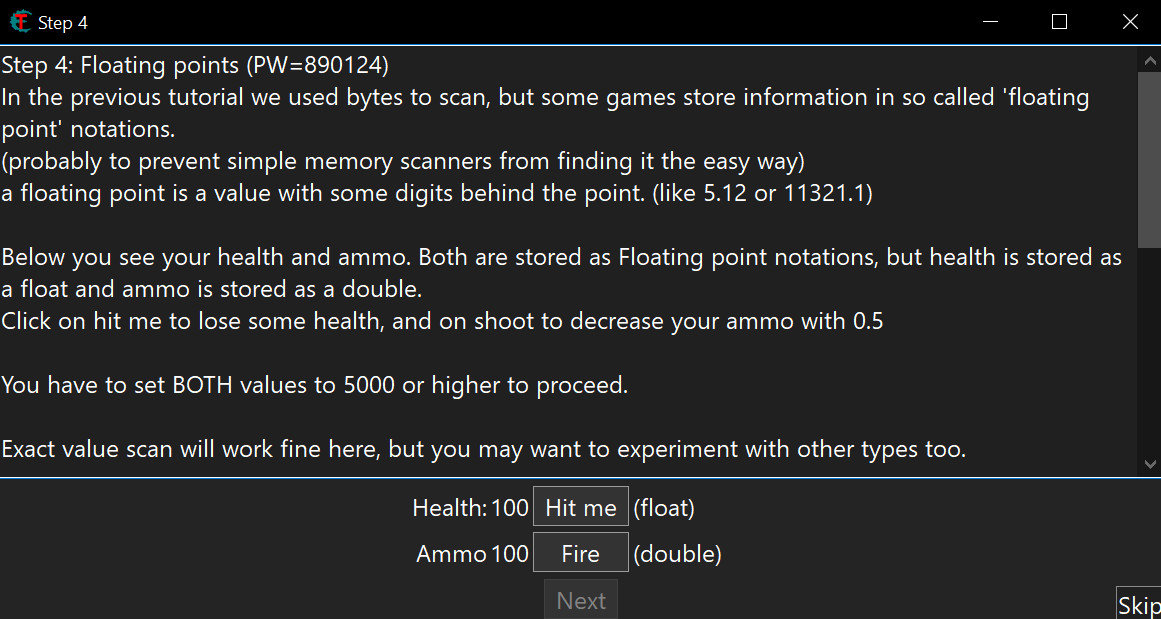 Step 4
Step 4: Floating points (PW=890124)
In the previous tutorial we used bytes to scan, but some games store information in so called 'floating
point' notations.
(probably to prevent simple memory scanners from finding it the easy way)
a floating point is a value with some digits behind the point. (like 5.12 or 11321.1)
Below you see your health and ammo. Both are stored as Floating point notations, but health is stored as
a float and ammo is stored as a double.
Click on hit me to lose some health, and on shoot to decrease your ammo with 0.5
You have to set BOTH values to 5000 or higher to proceed.
Exact value scan will work fine here, but you may want to experiment with other types too.
Health: 100 Hit me (float)
Ammo 100 Fire (double)
Next
Skip